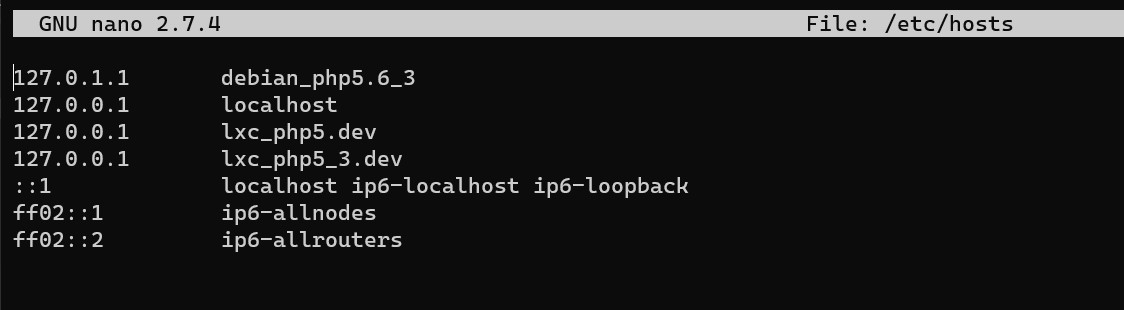 GNU nano 2.7.4 File: /etc/hosts
127.0.1.1 debian_php5.6_3
127.0.0.1 localhost
127.0.0.1 lxc_php5.dev
127.0.0.1 lxc_php5_3.dev
::1 localhost ip6-localhost ip6-loopback
ff02::1 ip6-allnodes
ff02::2 ip6-allrouters